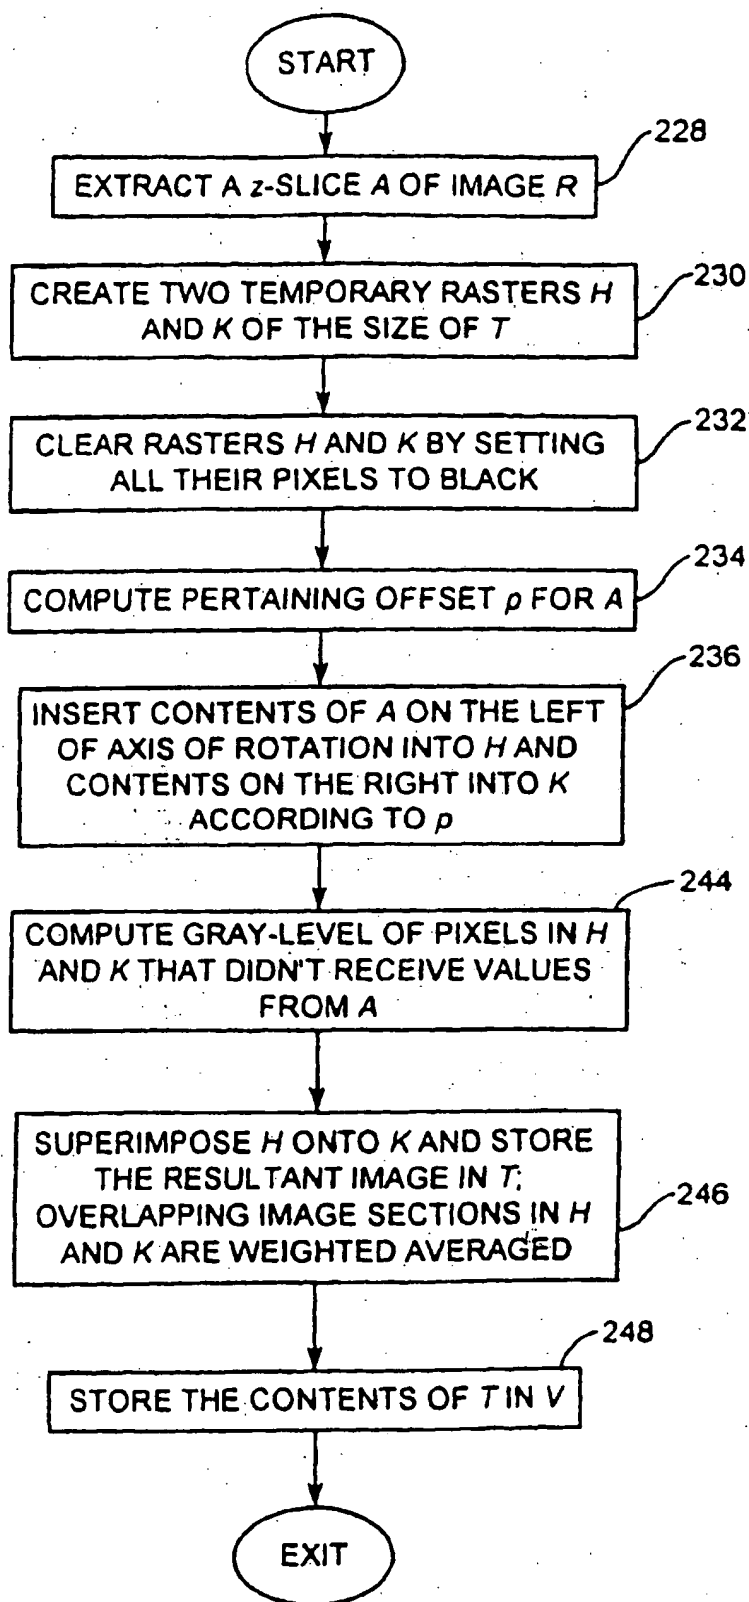 START
228
EXTRACT A z-SLICE A OF IMAGE R
230
CREATE TWO TEMPORARY RASTERS H
AND K OF THE SIZE OF T
232
CLEAR RASTERS H AND K BY SETTING
ALL THEIR PIXELS TO BLACK
234
COMPUTE PERTAINING OFFSET ρ FOR A
236
INSERT CONTENTS OF A ON THE LEFT
OF AXIS OF ROTATION INTO H AND
CONTENTS ON THE RIGHT INTO K
ACCORDING TO ρ
244
COMPUTE GRAY-LEVEL OF PIXELS IN H
AND K THAT DIDN'T RECEIVE VALUES
FROM A
SUPERIMPOSE H ONTO K AND STORE
THE RESULTANT IMAGE IN T;
OVERLAPPING IMAGE SECTIONS IN H
AND K ARE WEIGHTED AVERAGED
246
248
STORE THE CONTENTS OF T IN V
EXIT